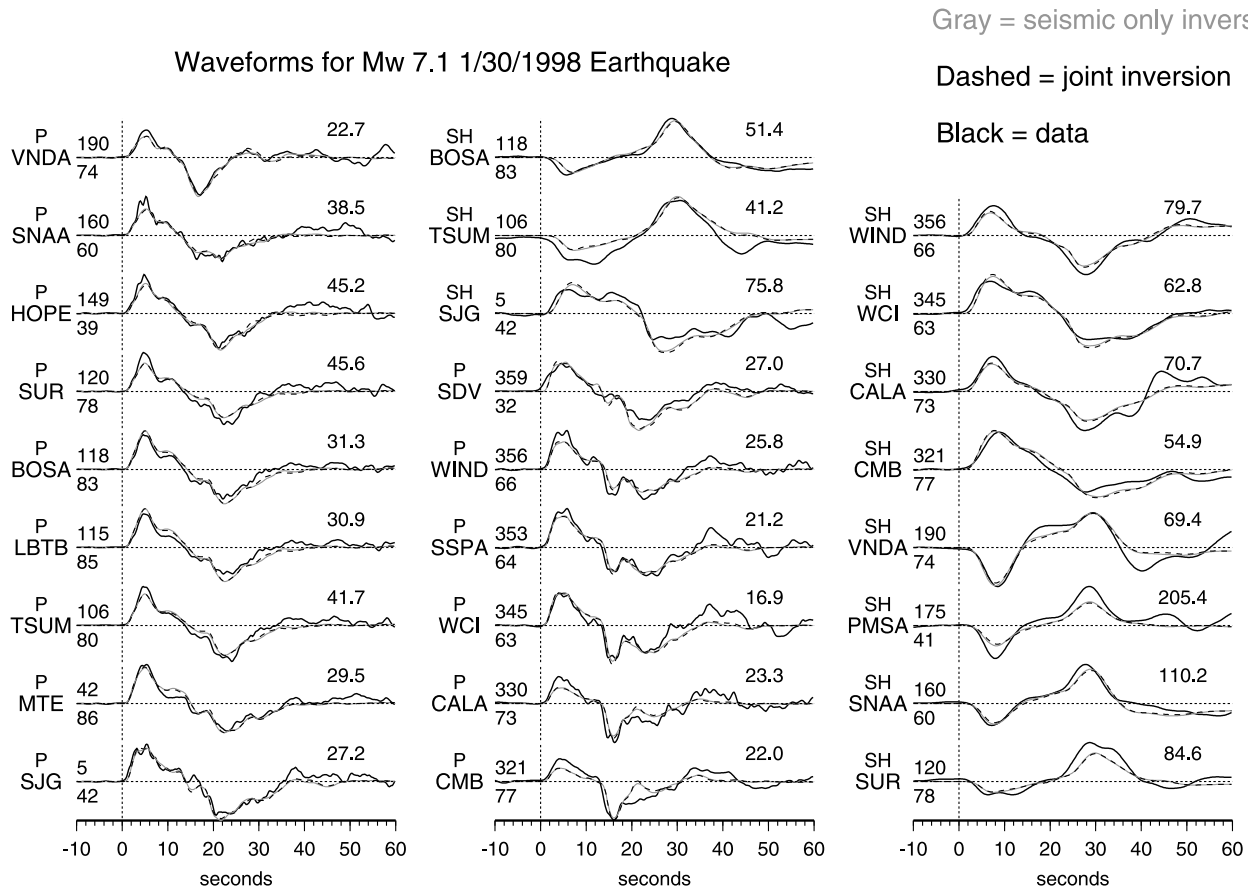 Gray = seismic only invers
Waveforms for Mw 7.1 1/30/1998 Earthquake
Dashed = joint inversion
Black = data
P VNDA 190 74 22.7
P SNAA 160 60 38.5
P HOPE 149 39 45.2
P SUR 120 78 45.6
P BOSA 118 83 31.3
P LBTB 115 85 30.9
P TSUM 106 80 41.7
P MTE 42 86 29.5
P SJG 5 42 27.2
-10 0 10 20 30 40 50 60
seconds
SH BOSA 118 83 51.4
SH TSUM 106 80 41.2
SH SJG 5 42 75.8
P SDV 359 32 27.0
P WIND 356 66 25.8
P SSPA 353 64 21.2
P WCI 345 63 16.9
P CALA 330 73 23.3
P CMB 321 77 22.0
-10 0 10 20 30 40 50 60
seconds
SH WIND 356 66 79.7
SH WCI 345 63 62.8
SH CALA 330 73 70.7
SH CMB 321 77 54.9
SH VNDA 190 74 69.4
SH PMSA 175 41 205.4
SH SNAA 160 60 110.2
SH SUR 120 78 84.6
-10 0 10 20 30 40 50 60
seconds